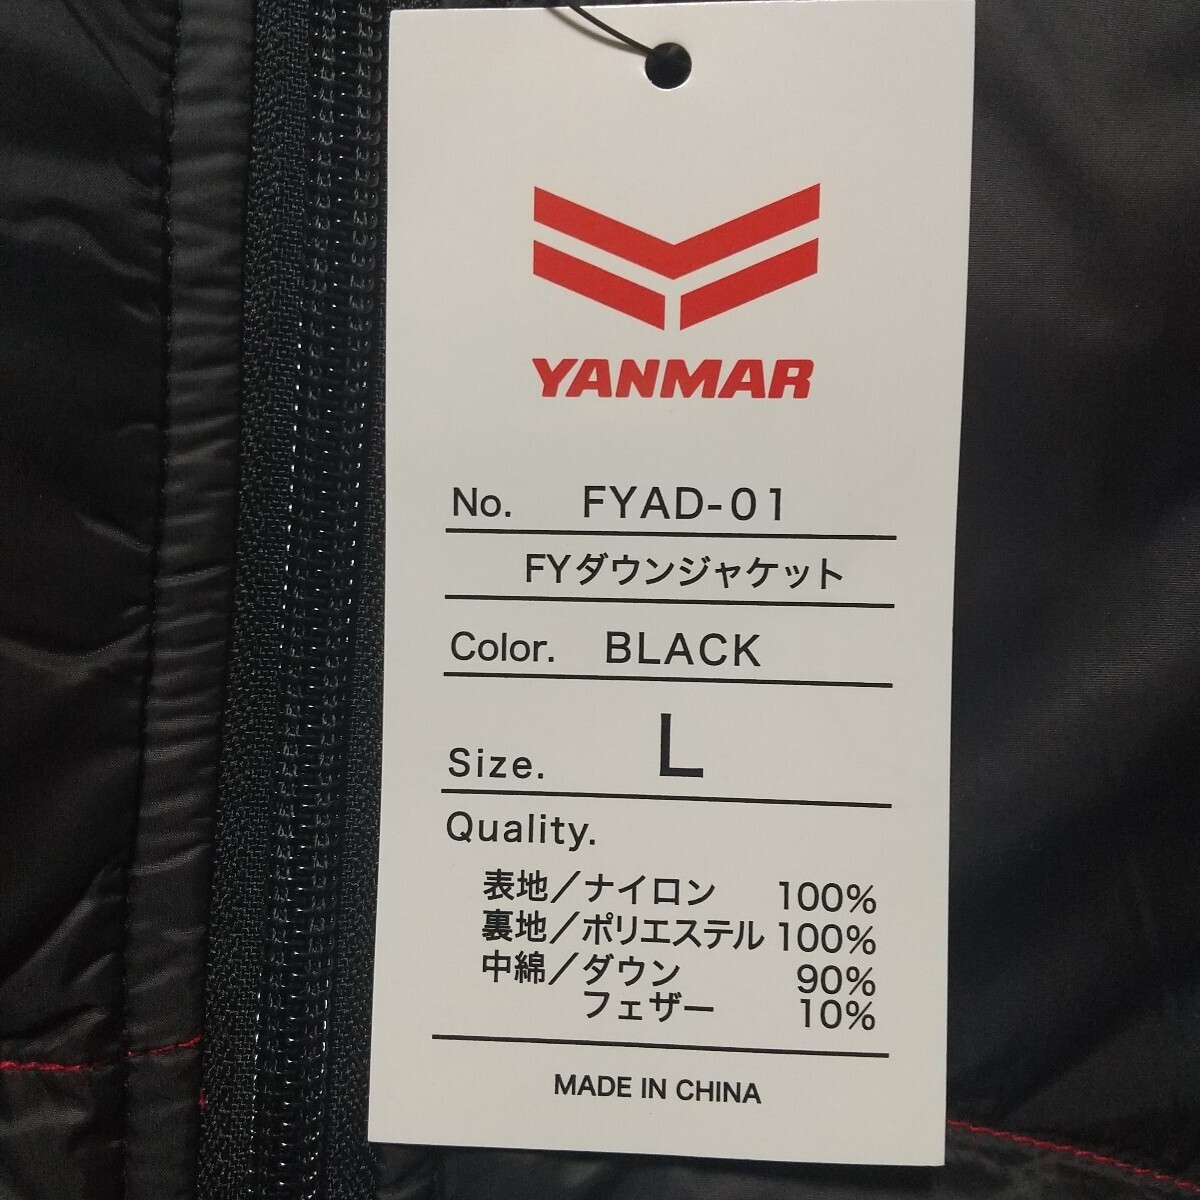 YANMAR
No. FYAD-01
FYダウンジャケット
Color. BLACK
Size. L
Quality.
表地／ナイロン 100%
裏地／ポリエステル 100%
中綿／ダウン 90%
フェザー 10%
MADE IN CHINA